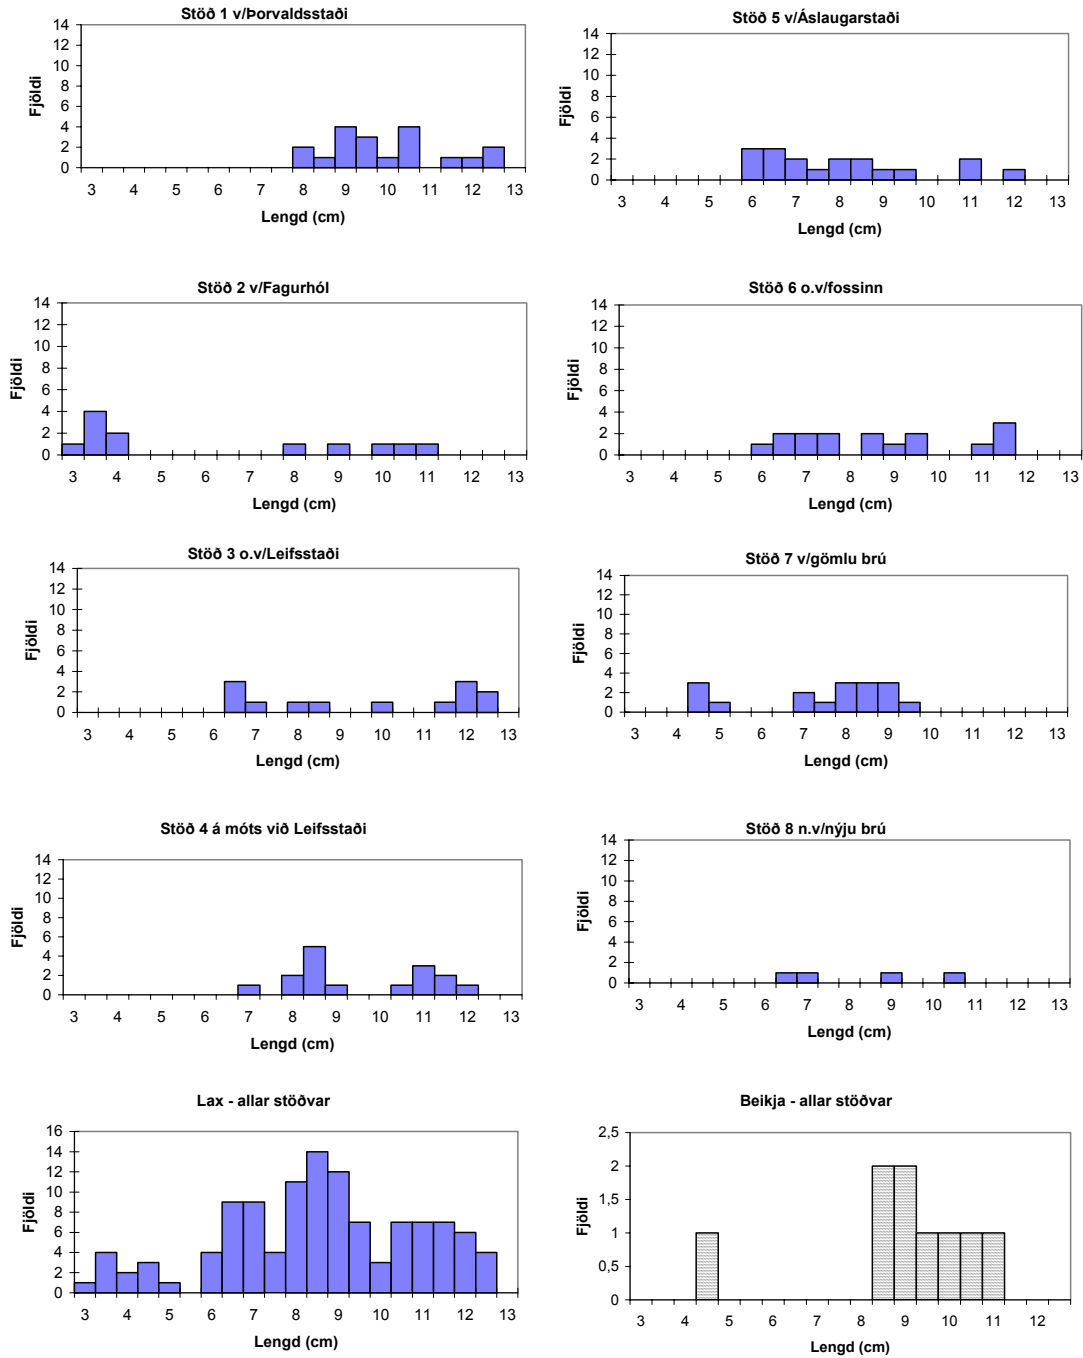 Stöð 1 v/Þorvaldsstaði
14
12
10
8
6
4
2
0
Fjöldi
3 4 5 6 7 8 9 10 11 12 13
Lengd (cm)
Stöð 5 v/Áslaugarstaði
14
12
10
8
6
4
2
0
Fjöldi
3 4 5 6 7 8 9 10 11 12 13
Lengd (cm)
Stöð 2 v/Fagurhól
14
12
10
8
6
4
2
0
Fjöldi
3 4 5 6 7 8 9 10 11 12 13
Lengd (cm)
Stöð 6 o.v/fossinn
14
12
10
8
6
4
2
0
Fjöldi
3 4 5 6 7 8 9 10 11 12 13
Lengd (cm)
Stöð 3 o.v/Leifsstaði
14
12
10
8
6
4
2
0
Fjöldi
3 4 5 6 7 8 9 10 11 12 13
Lengd (cm)
Stöð 7 v/gömlu brú
14
12
10
8
6
4
2
0
Fjöldi
3 4 5 6 7 8 9 10 11 12 13
Lengd (cm)
Stöð 4 á móts við Leifsstaði
14
12
10
8
6
4
2
0
Fjöldi
3 4 5 6 7 8 9 10 11 12 13
Lengd (cm)
Stöð 8 n.v/nýju brú
14
12
10
8
6
4
2
0
Fjöldi
3 4 5 6 7 8 9 10 11 12 13
Lengd (cm)
Lax - allar stöðvar
16
14
12
10
8
6
4
2
0
Fjöldi
3 4 5 6 7 8 9 10 11 12 13
Lengd (cm)
Beikja - allar stöðvar
2,5
2
1,5
1
0,5
0
Fjöldi
3 4 5 6 7 8 9 10 11 12
Lengd (cm)